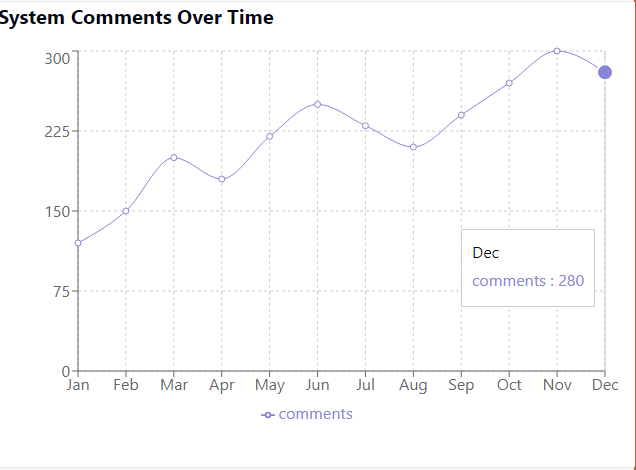 System Comments Over Time
300
225
150
75
0
Jan Feb Mar Apr May Jun Jul Aug Sep Oct Nov Dec
Dec
comments : 280
comments